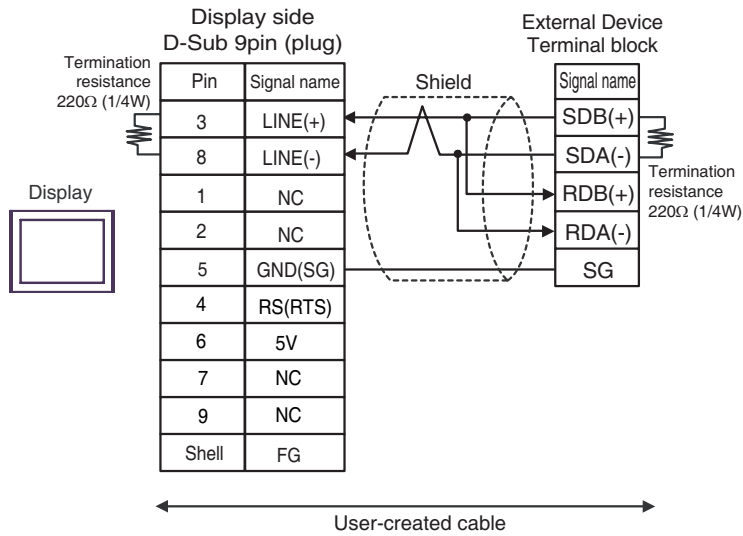 Display side
D-Sub 9pin (plug)
External Device
Terminal block
Termination
resistance
220Ω (1/4W)
Pin Signal name
Shield
Signal name
3 LINE(+)
SDB(+)
8 LINE(-)
SDA(-)
Termination
resistance
220Ω (1/4W)
Display
1 NC
RDB(+)
2 NC
RDA(-)
5 GND(SG)
SG
4 RS(RTS)
6 5V
7 NC
9 NC
Shell FG
User-created cable